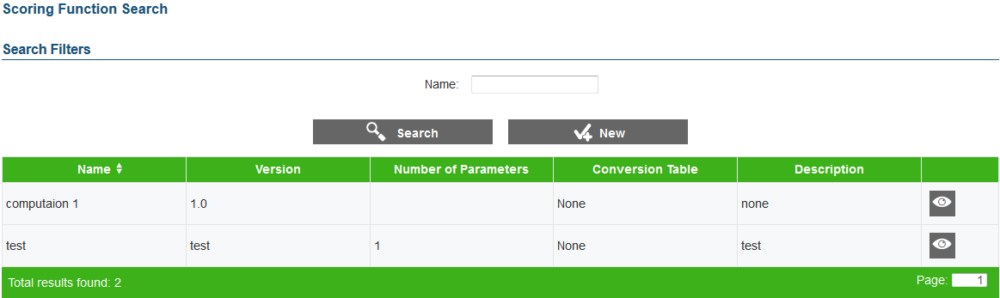 Scoring Function Search
Search Filters
Name:
Search New
Name Version Number of Parameters Conversion Table Description
computaion 1 1.0 None none
test test 1 None test
Total results found: 2 Page: 1